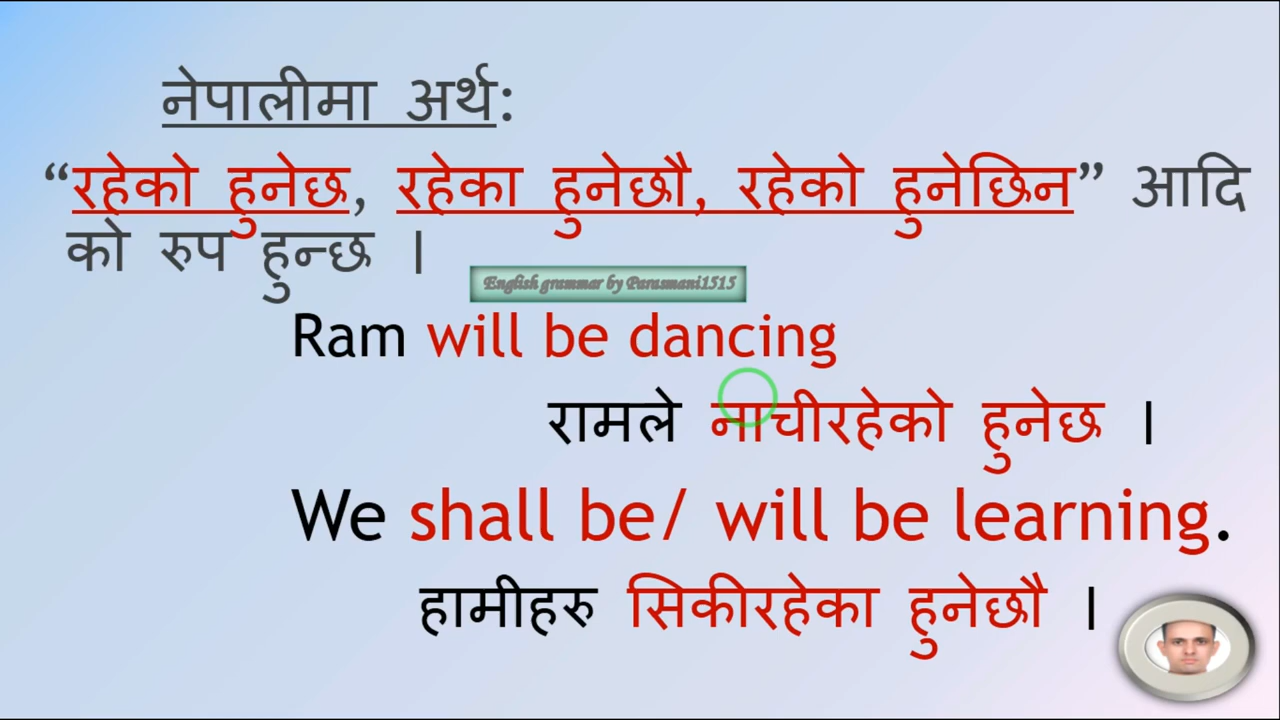 नेपालीमा अर्थ:
“रहेको हुनेछ, रहेका हुनेछौ, रहेको हुनेछिन” आदि
को रुप हुन्छ ।
English grammar by Parasmani1515
Ram will be dancing
रामले नाचीरहेको हुनेछ ।
We shall be/ will be learning.
हामीहरु सिकीरहेका हुनेछौ ।